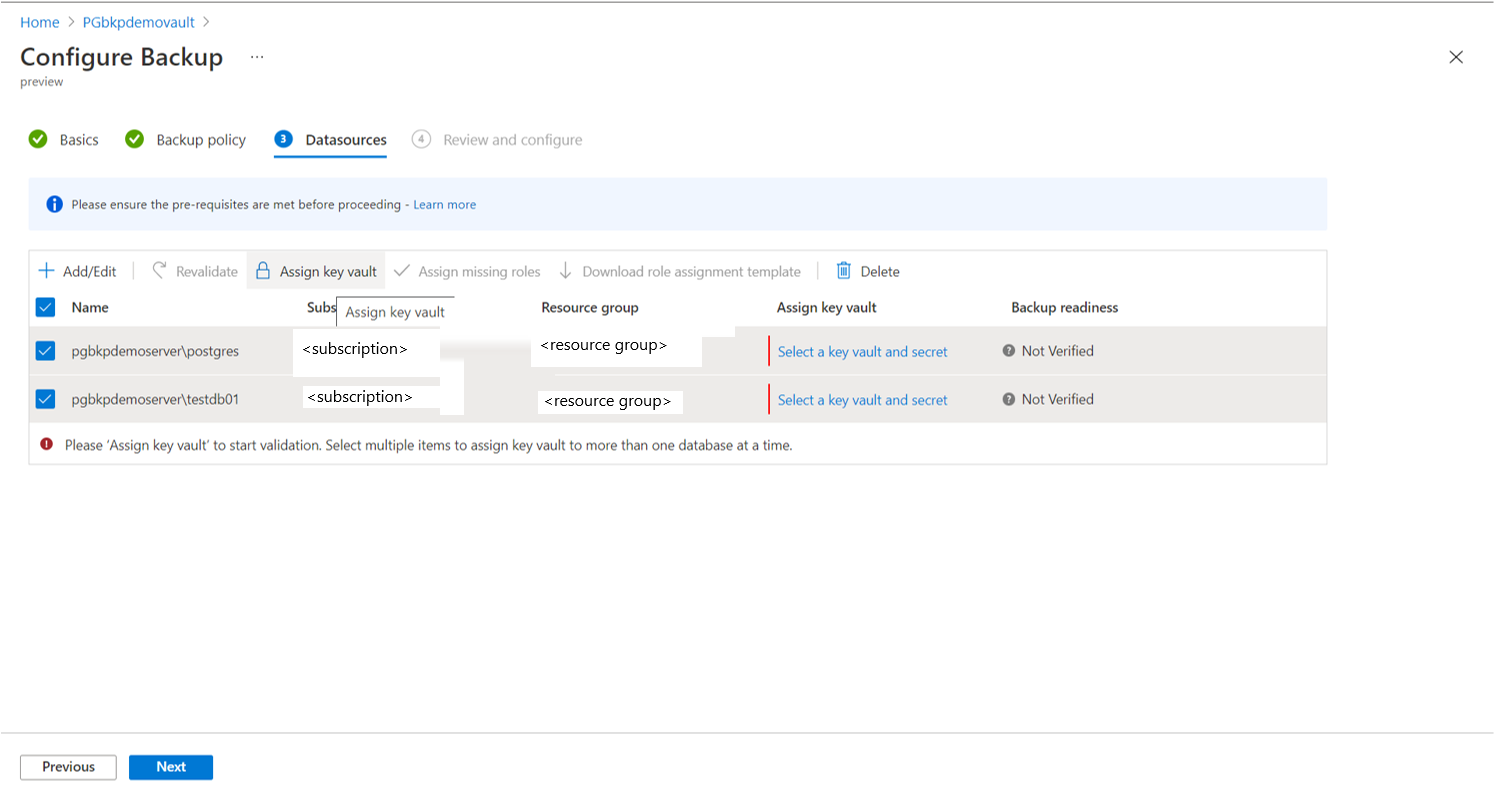 Home > PGbkpdemovault >
Configure Backup ...
preview
Basics Backup policy 3 Datasources 4 Review and configure
Please ensure the pre-requisites are met before proceeding - Learn more
Add/Edit Revalidate Assign key vault Assign missing roles Download role assignment template Delete
Name Subs Resource group Assign key vault Backup readiness
Assign key vault
pgbkpdemoserver\postgres <subscription> <resource group> Select a key vault and secret Not Verified
pgbkpdemoserver\testdb01 <subscription> <resource group> Select a key vault and secret Not Verified
Please ‘Assign key vault’ to start validation. Select multiple items to assign key vault to more than one database at a time.
Previous Next